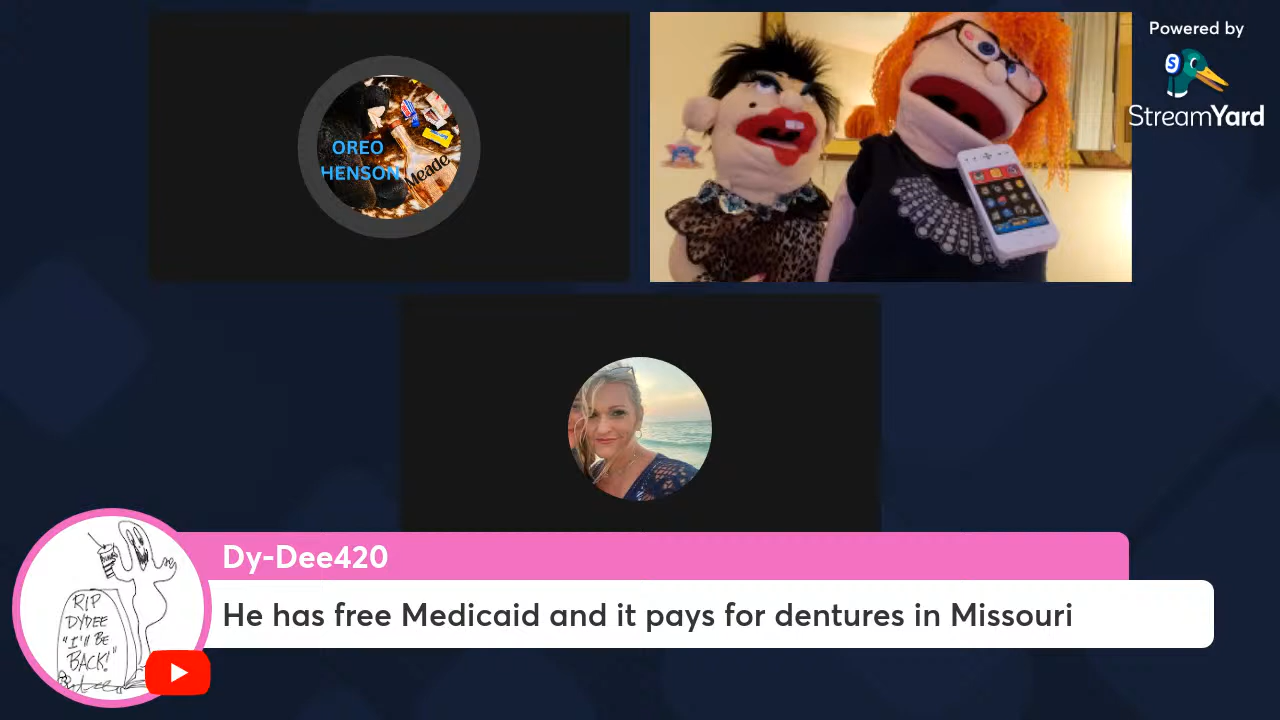 Powered by
S
StreamYard
OREO
HENSON
Meade
Dy-Dee420
He has free Medicaid and it pays for dentures in Missouri
RIP
DYDEE
"I'll BE
BACK!"